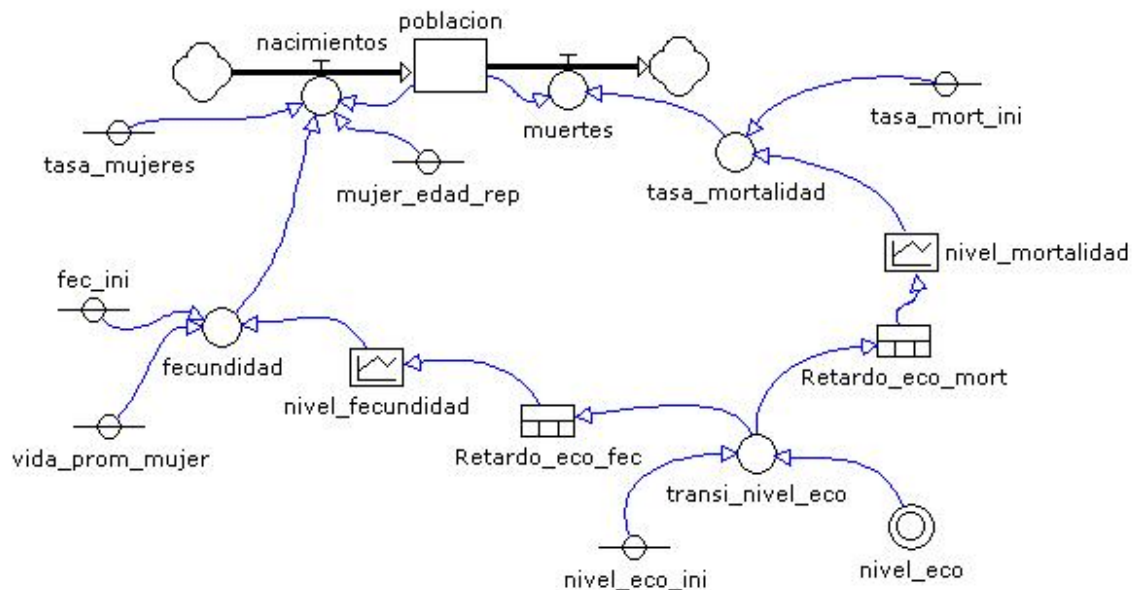 poblacion
nacimientos
muertes
tasa_mort_ini
tasa_mujeres
mujer_edad_rep
tasa_mortalidad
nivel_mortalidad
fec_ini
fecundidad
nivel_fecundidad
Retardo_eco_mort
vida_prom_mujer
Retardo_eco_fec
transi_nivel_eco
nivel_eco_ini
nivel_eco